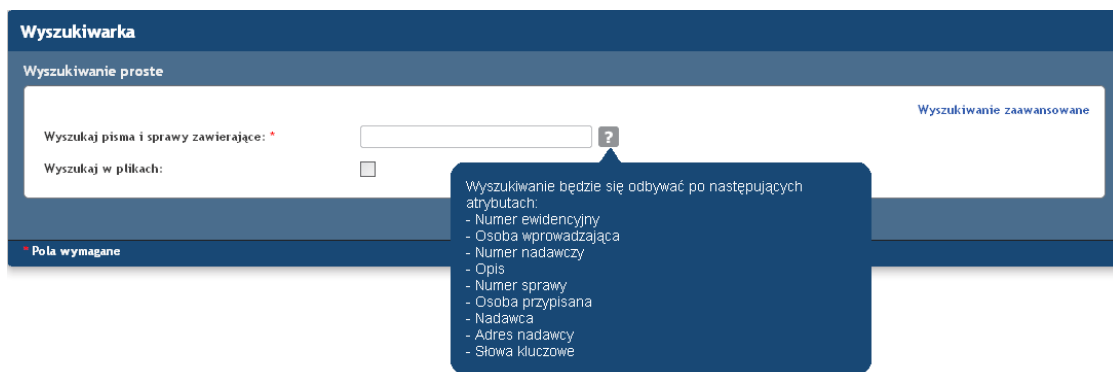 Wyszukiwarka
Wyszukiwanie proste
Wyszukiwanie zaawansowane
Wyszukaj pisma i sprawy zawierające: *
?
Wyszukaj w plikach:
Wyszukiwanie będzie się odbywać po następujących
atrybutach:
- Numer ewidencyjny
- Osoba wprowadzająca
- Numer nadawczy
- Opis
- Numer sprawy
- Osoba przypisana
- Nadawca
- Adres nadawcy
- Słowa kluczowe
* Pola wymagane